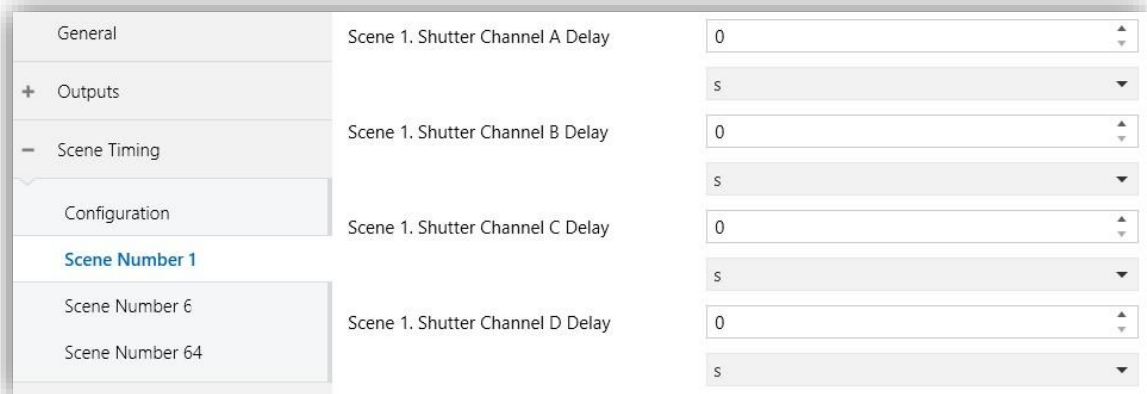 General
Outputs
Scene Timing
Configuration
Scene Number 1
Scene Number 6
Scene Number 64
Scene 1. Shutter Channel A Delay
0
s
Scene 1. Shutter Channel B Delay
0
s
Scene 1. Shutter Channel C Delay
0
s
Scene 1. Shutter Channel D Delay
0
s